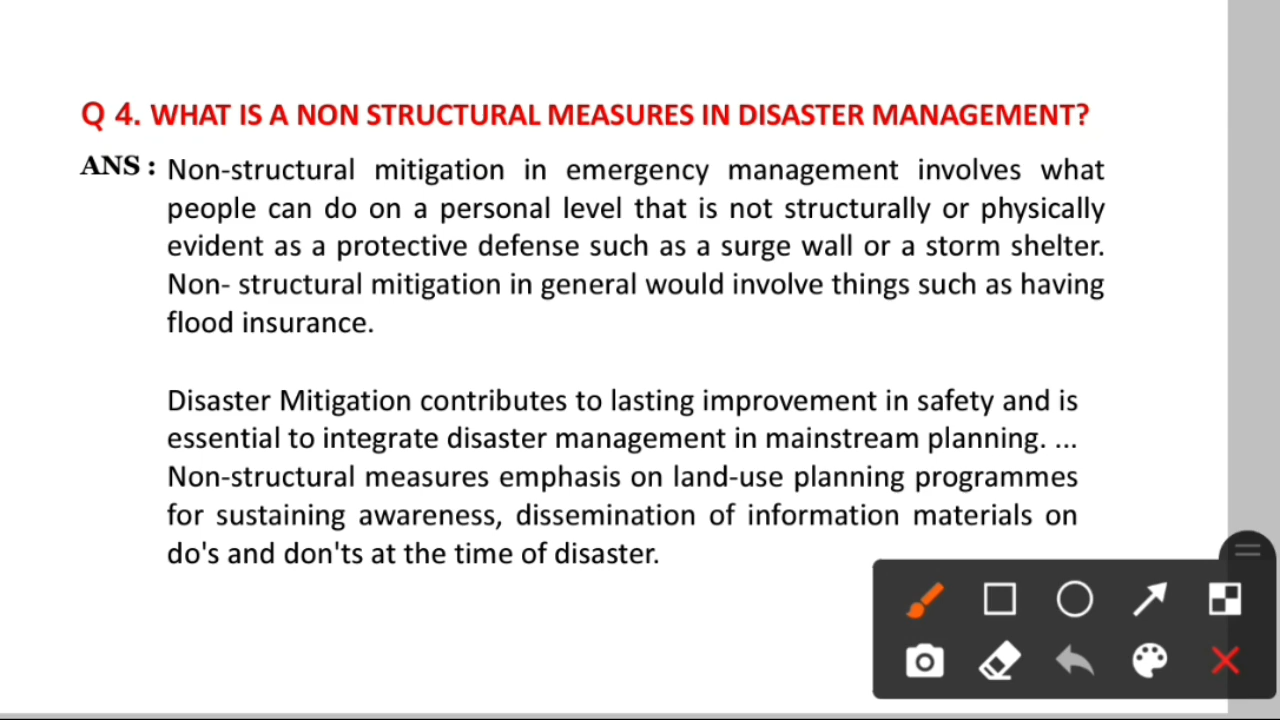 Q 4. WHAT IS A NON STRUCTURAL MEASURES IN DISASTER MANAGEMENT?
ANS : Non-structural mitigation in emergency management involves what
people can do on a personal level that is not structurally or physically
evident as a protective defense such as a surge wall or a storm shelter.
Non- structural mitigation in general would involve things such as having
flood insurance.
Disaster Mitigation contributes to lasting improvement in safety and is
essential to integrate disaster management in mainstream planning. ...
Non-structural measures emphasis on land-use planning programmes
for sustaining awareness, dissemination of information materials on
do's and don'ts at the time of disaster.